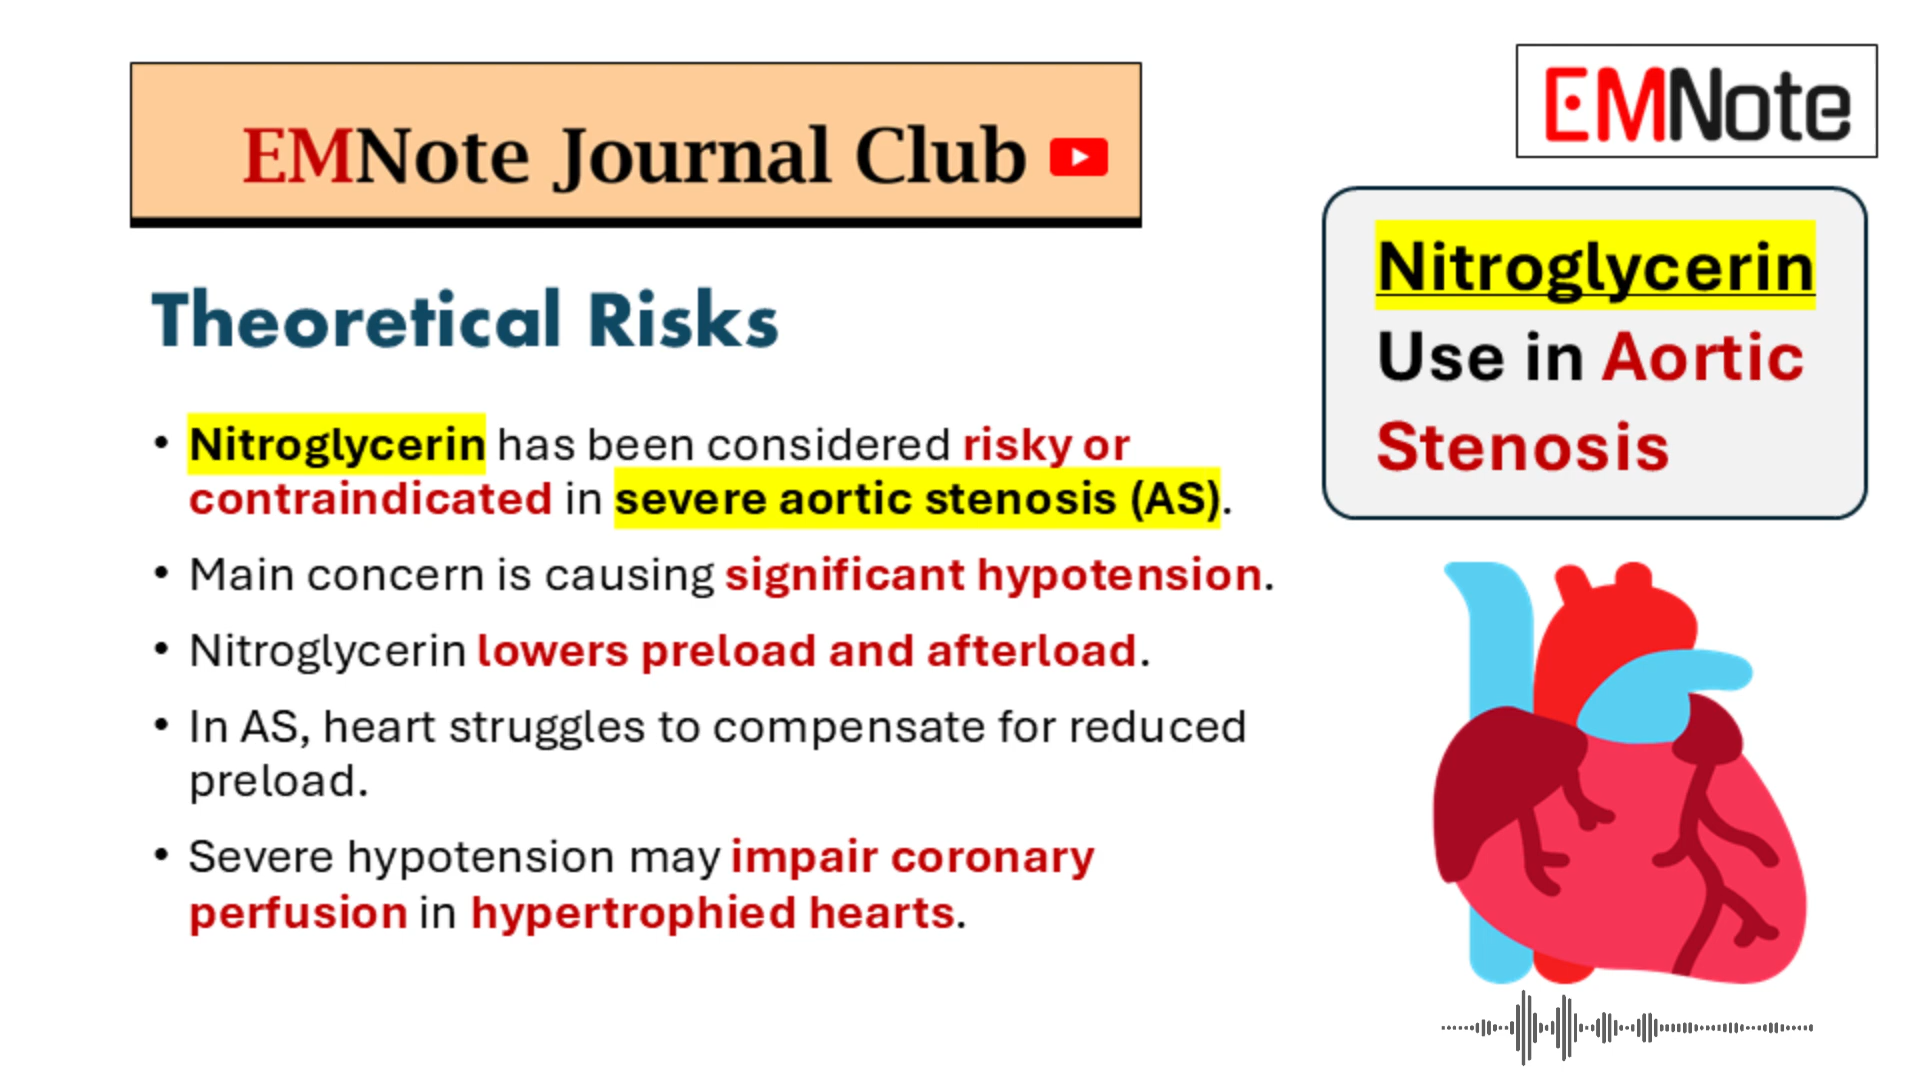 EMNote Journal Club
EMNote
Nitroglycerin
Use in Aortic
Stenosis
Theoretical Risks
• Nitroglycerin has been considered risky or
contraindicated in severe aortic stenosis (AS).
• Main concern is causing significant hypotension.
• Nitroglycerin lowers preload and afterload.
• In AS, heart struggles to compensate for reduced
preload.
• Severe hypotension may impair coronary
perfusion in hypertrophied hearts.